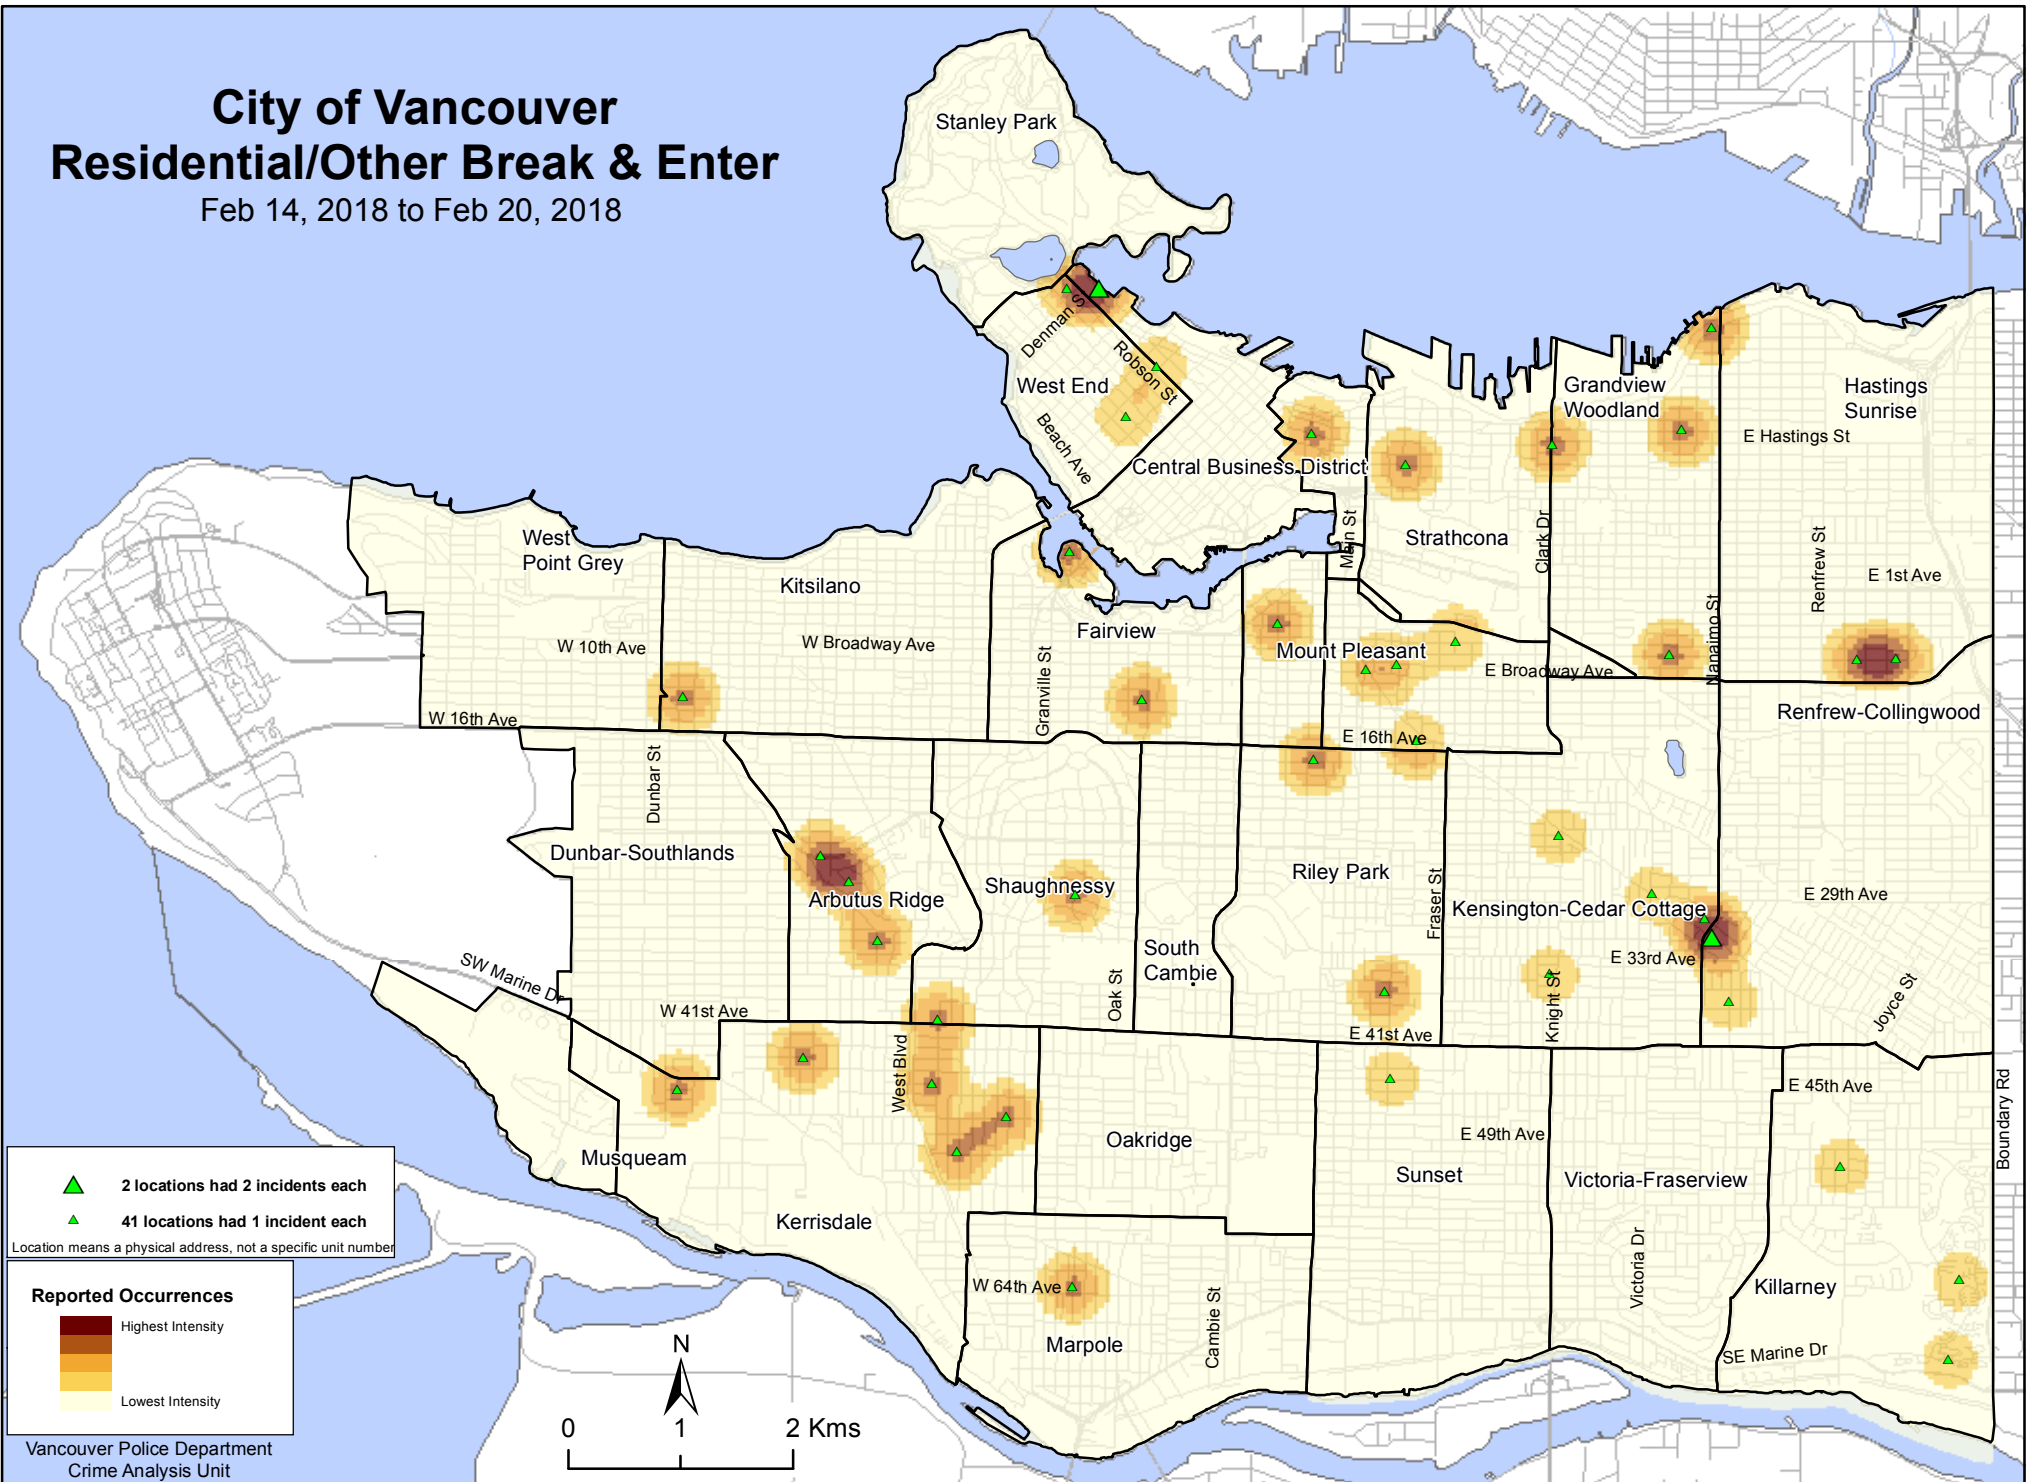 City of Vancouver
Residential/Other Break & Enter
Feb 14, 2018 to Feb 20, 2018
Stanley Park
Denman S
Robson St
West End
Beach Ave
Central Business District
Grandview
Woodland
Hastings
Sunrise
E Hastings St
West
Point Grey
Kitsilano
Strathcona
Main St
Clark Dr
Renfrew St
E 1st Ave
Nanaimo St
W 10th Ave
W Broadway Ave
Fairview
Granville St
Mount Pleasant
E Broadway Ave
W 16th Ave
E 16th Ave
Renfrew-Collingwood
Dunbar St
Dunbar-Southlands
Arbutus Ridge
Shaughnessy
Riley Park
Fraser St
Kensington-Cedar Cottage
E 29th Ave
South
Cambie
E 33rd Ave
SW Marine Dr
W 41st Ave
Oak St
E 41st Ave
Knight St
Joyce St
West Blvd
E 45th Ave
Boundary Rd
Musqueam
Oakridge
E 49th Ave
Sunset
Victoria-Fraserview
Kerrisdale
W 64th Ave
Cambie St
Victoria Dr
Killarney
Marpole
SE Marine Dr
2 locations had 2 incidents each
41 locations had 1 incident each
Location means a physical address, not a specific unit number
Reported Occurrences
Highest Intensity
Lowest Intensity
Vancouver Police Department
Crime Analysis Unit
N
0 1 2 Kms